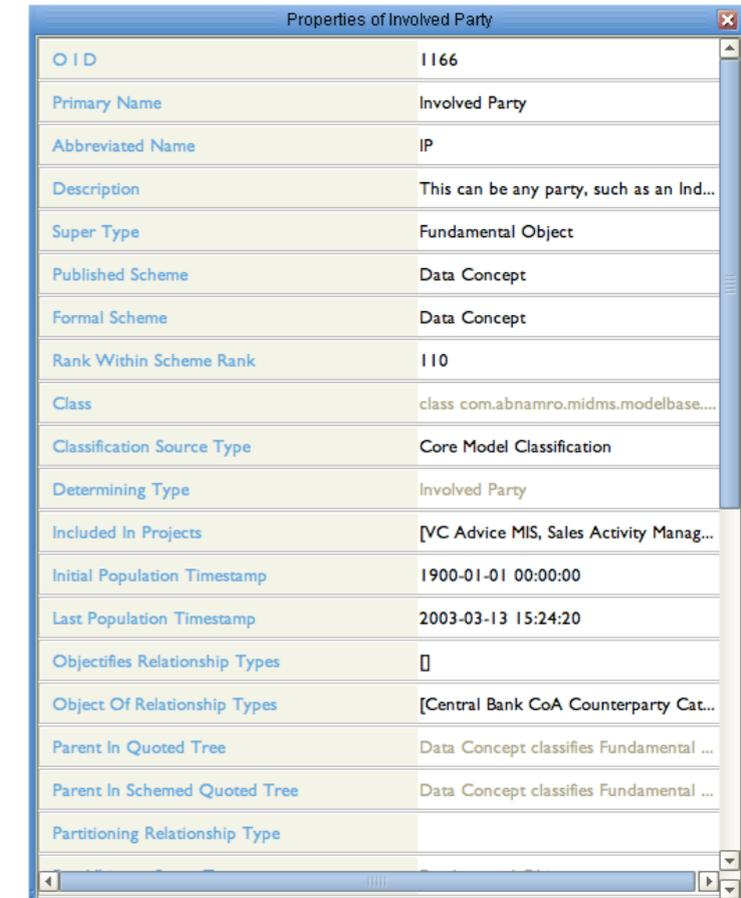 Properties of Involved Party
O I D 1166
Primary Name Involved Party
Abbreviated Name IP
Description This can be any party, such as an Ind...
Super Type Fundamental Object
Published Scheme Data Concept
Formal Scheme Data Concept
Rank Within Scheme Rank 110
Class class com.abnamro.midms.modelbase....
Classification Source Type Core Model Classification
Determining Type Involved Party
Included In Projects [VC Advice MIS, Sales Activity Manag...
Initial Population Timestamp 1900-01-01 00:00:00
Last Population Timestamp 2003-03-13 15:24:20
Objectifies Relationship Types []
Object Of Relationship Types [Central Bank CoA Counterparty Cat...
Parent In Quoted Tree Data Concept classifies Fundamental ...
Parent In Schemed Quoted Tree Data Concept classifies Fundamental ...
Partitioning Relationship Type